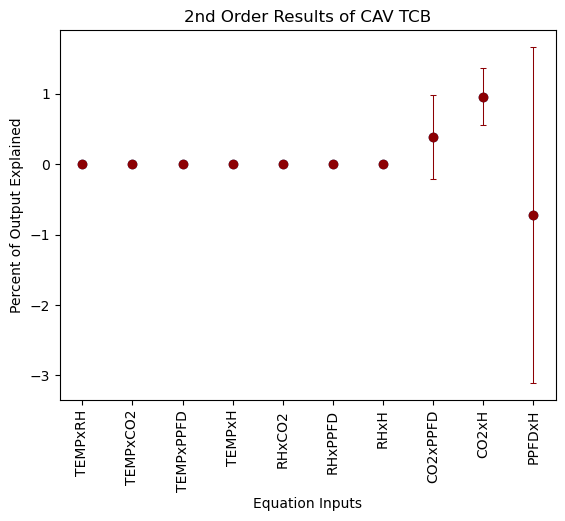 2nd Order Results of CAV TCB
Percent of Output Explained
1
0
−1
−2
−3
TEMPxRH
TEMPxCO2
TEMPxPPFD
TEMPxH
RHxCO2
RHxPPFD
RHxH
CO2xPPFD
CO2xH
PPFDxH
Equation Inputs